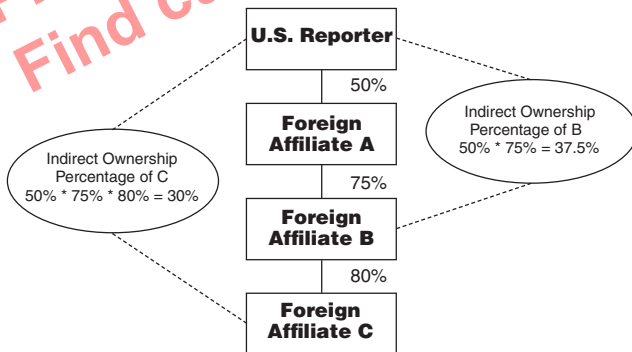 Find c
U.S. Reporter
50%
Foreign
Affiliate A
Indirect Ownership
Percentage of B
50% * 75% = 37.5%
Indirect Ownership
Percentage of C
50% * 75% * 80% = 30%
75%
Foreign
Affiliate B
80%
Foreign
Affiliate C